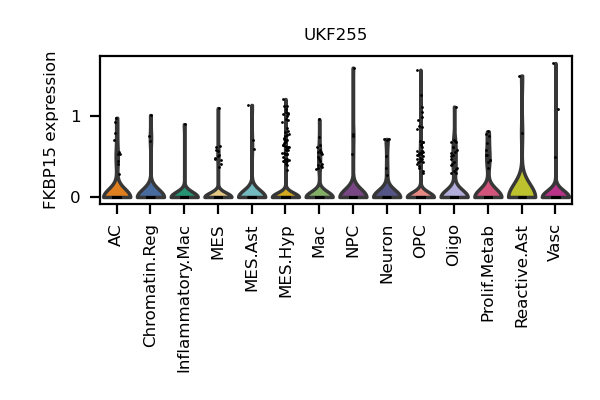 UKF255
FKBP15 expression
1
0
AC
Chromatin.Reg
Inflammatory.Mac
MES
MES.Ast
MES.Hyp
Mac
NPC
Neuron
OPC
Oligo
Prolif.Metab
Reactive.Ast
Vasc